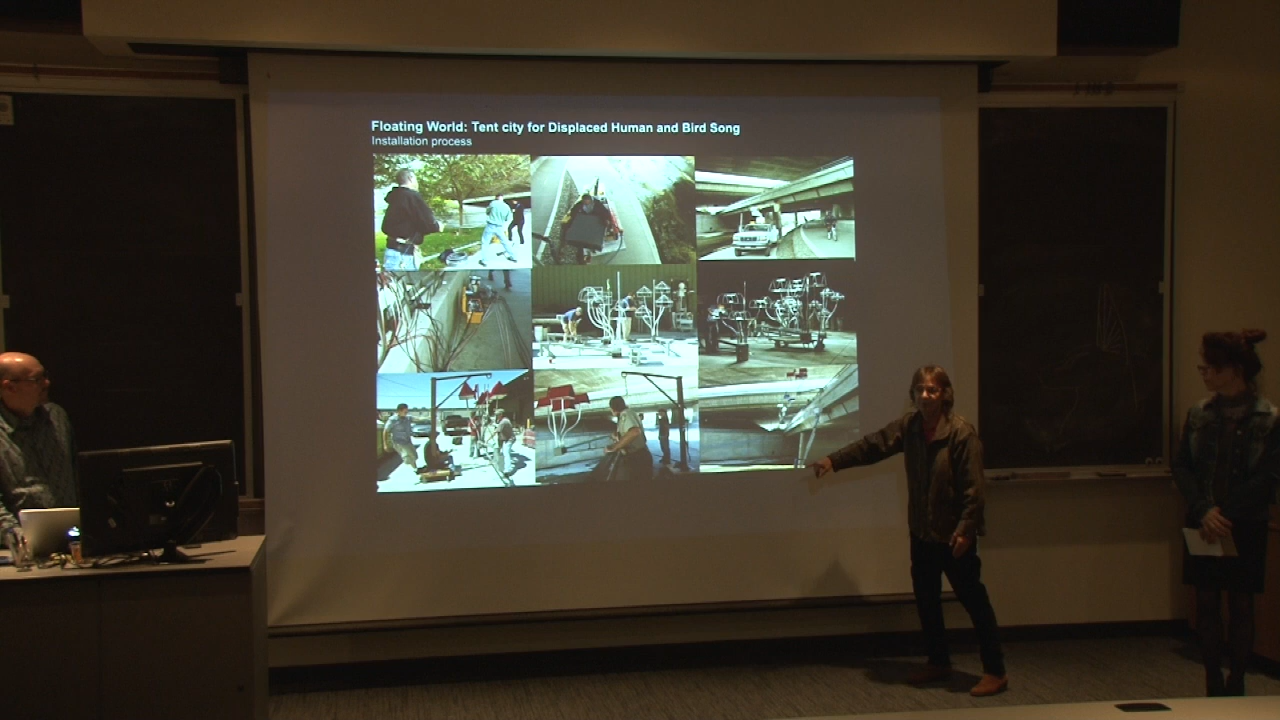 Floating World: Tent city for Displaced Human and Bird Song
Installation process